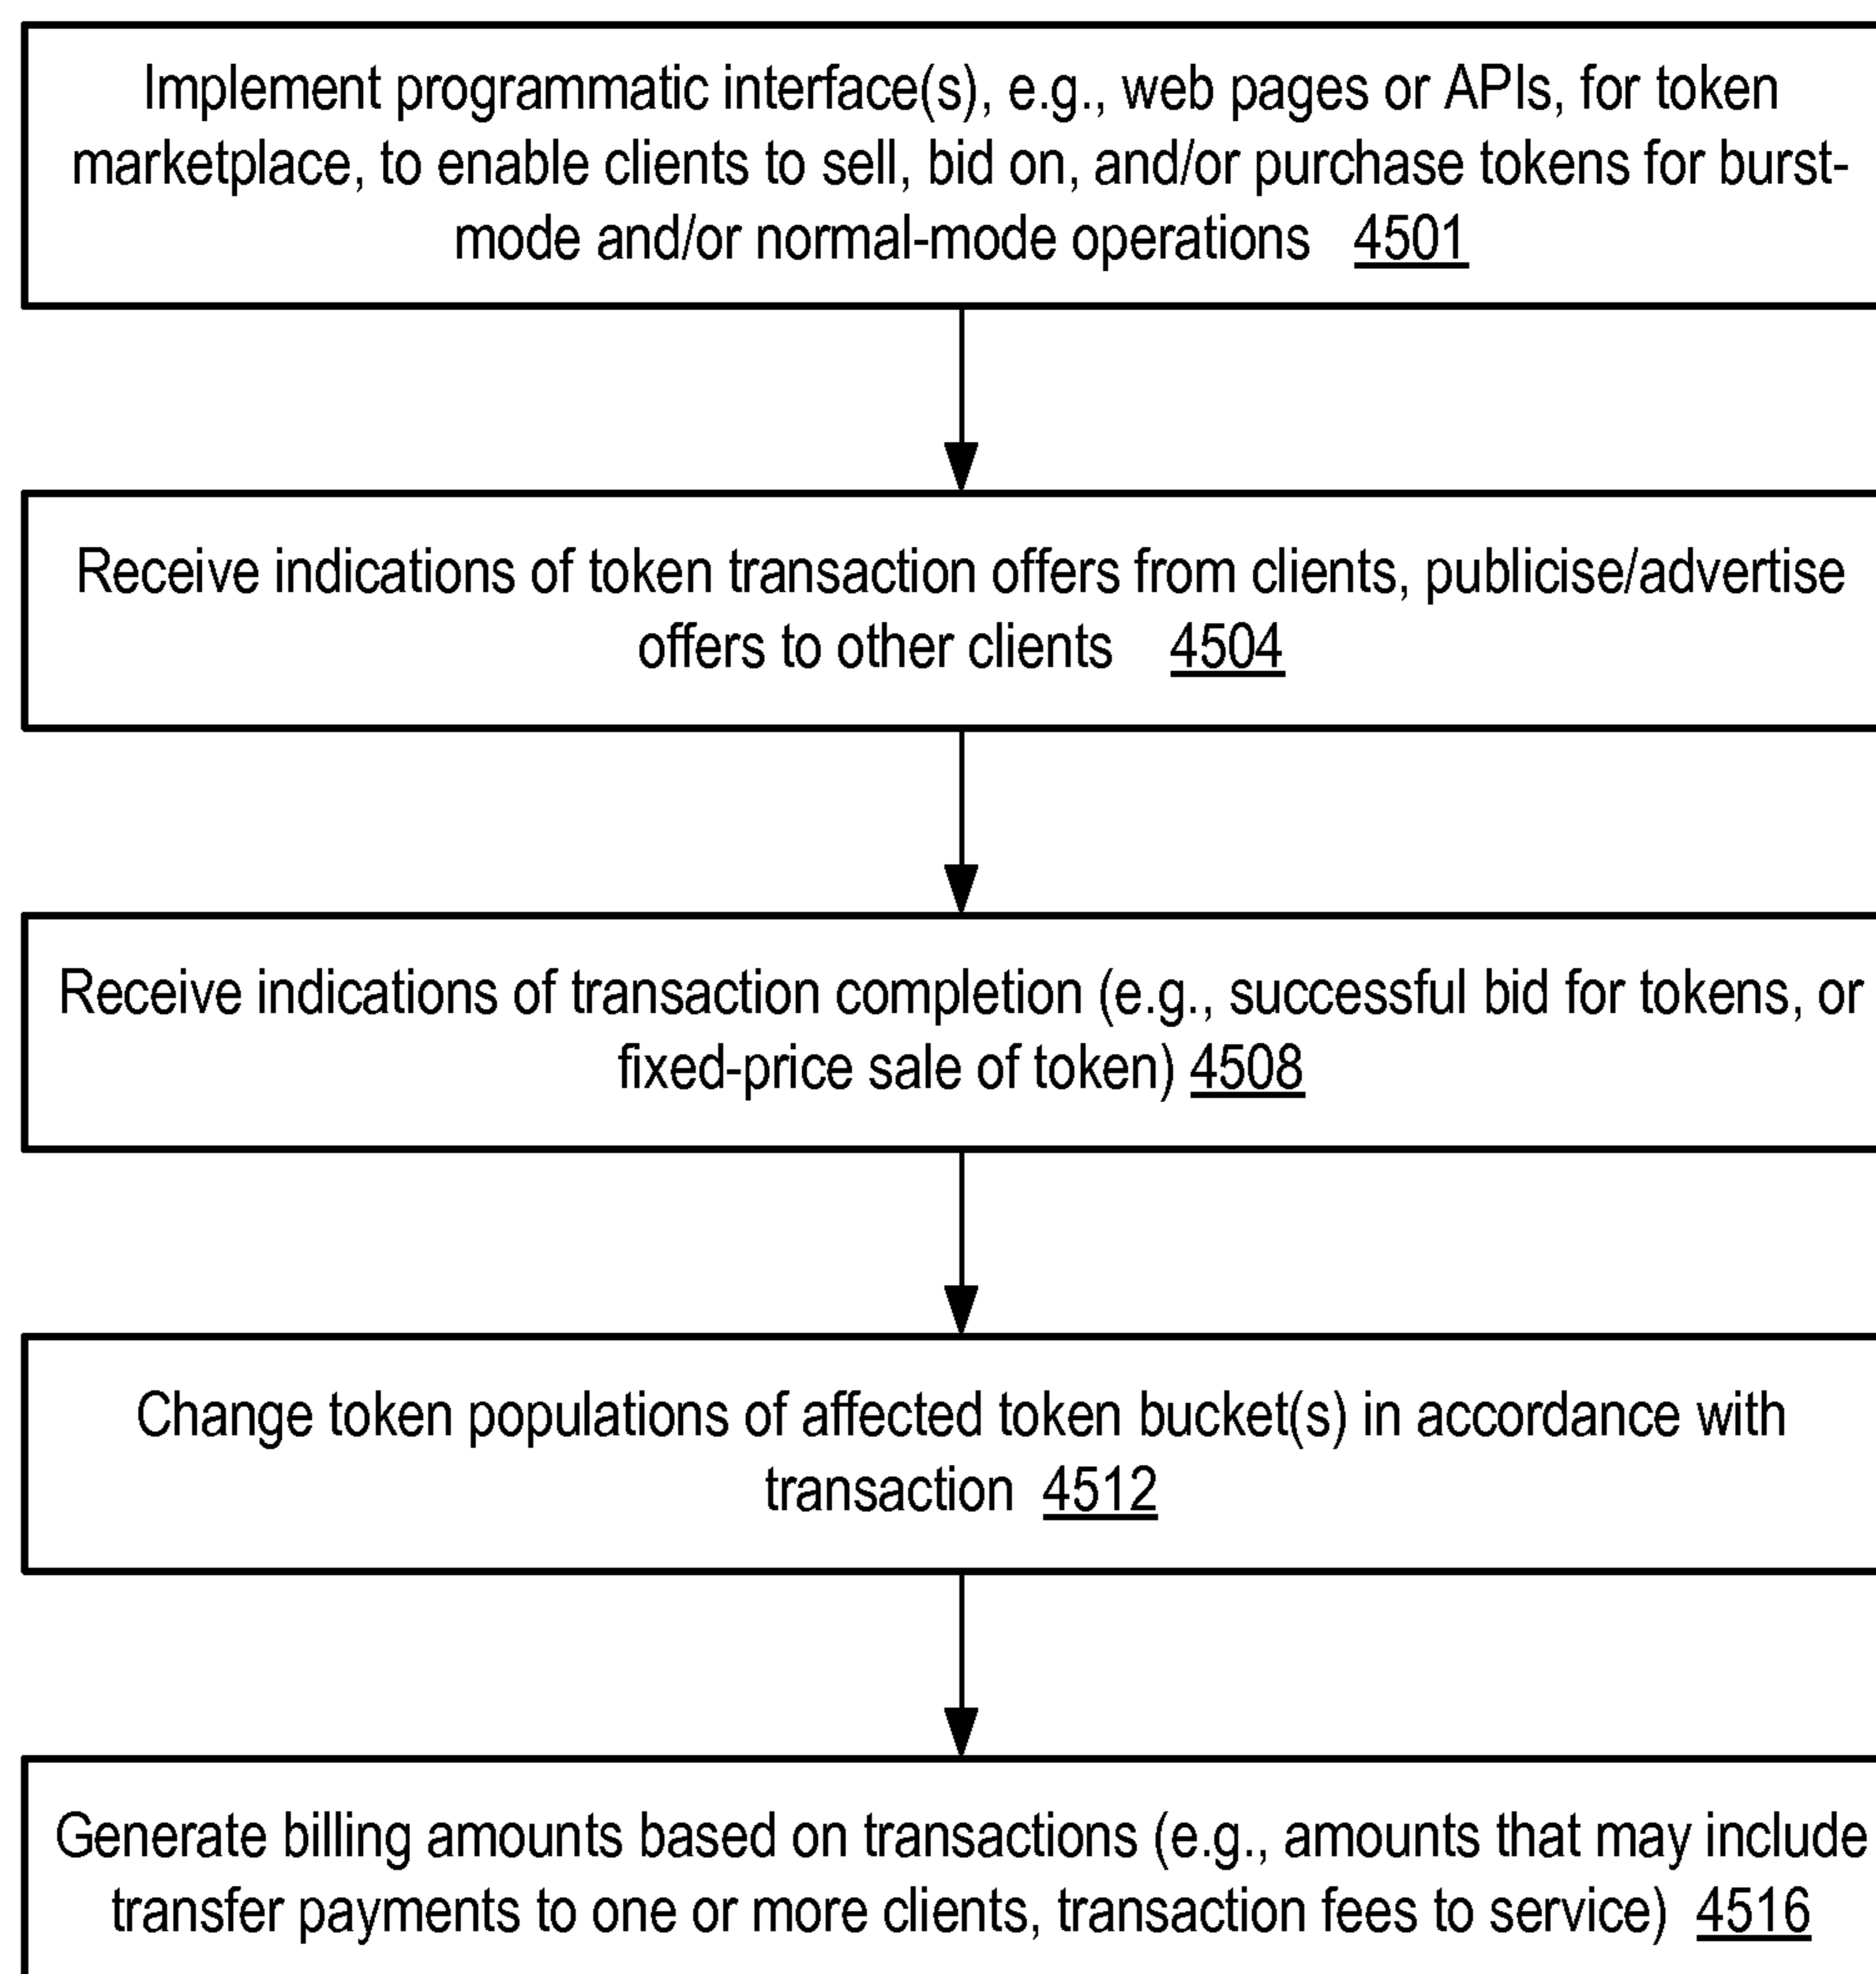 Implement programmatic interface(s), e.g., web pages or APIs, for token
marketplace, to enable clients to sell, bid on, and/or purchase tokens for burst-
mode and/or normal-mode operations 4501
Receive indications of token transaction offers from clients, publicise/advertise
offers to other clients 4504
Receive indications of transaction completion (e.g., successful bid for tokens, or
fixed-price sale of token) 4508
Change token populations of affected token bucket(s) in accordance with
transaction 4512
Generate billing amounts based on transactions (e.g., amounts that may include
transfer payments to one or more clients, transaction fees to service) 4516